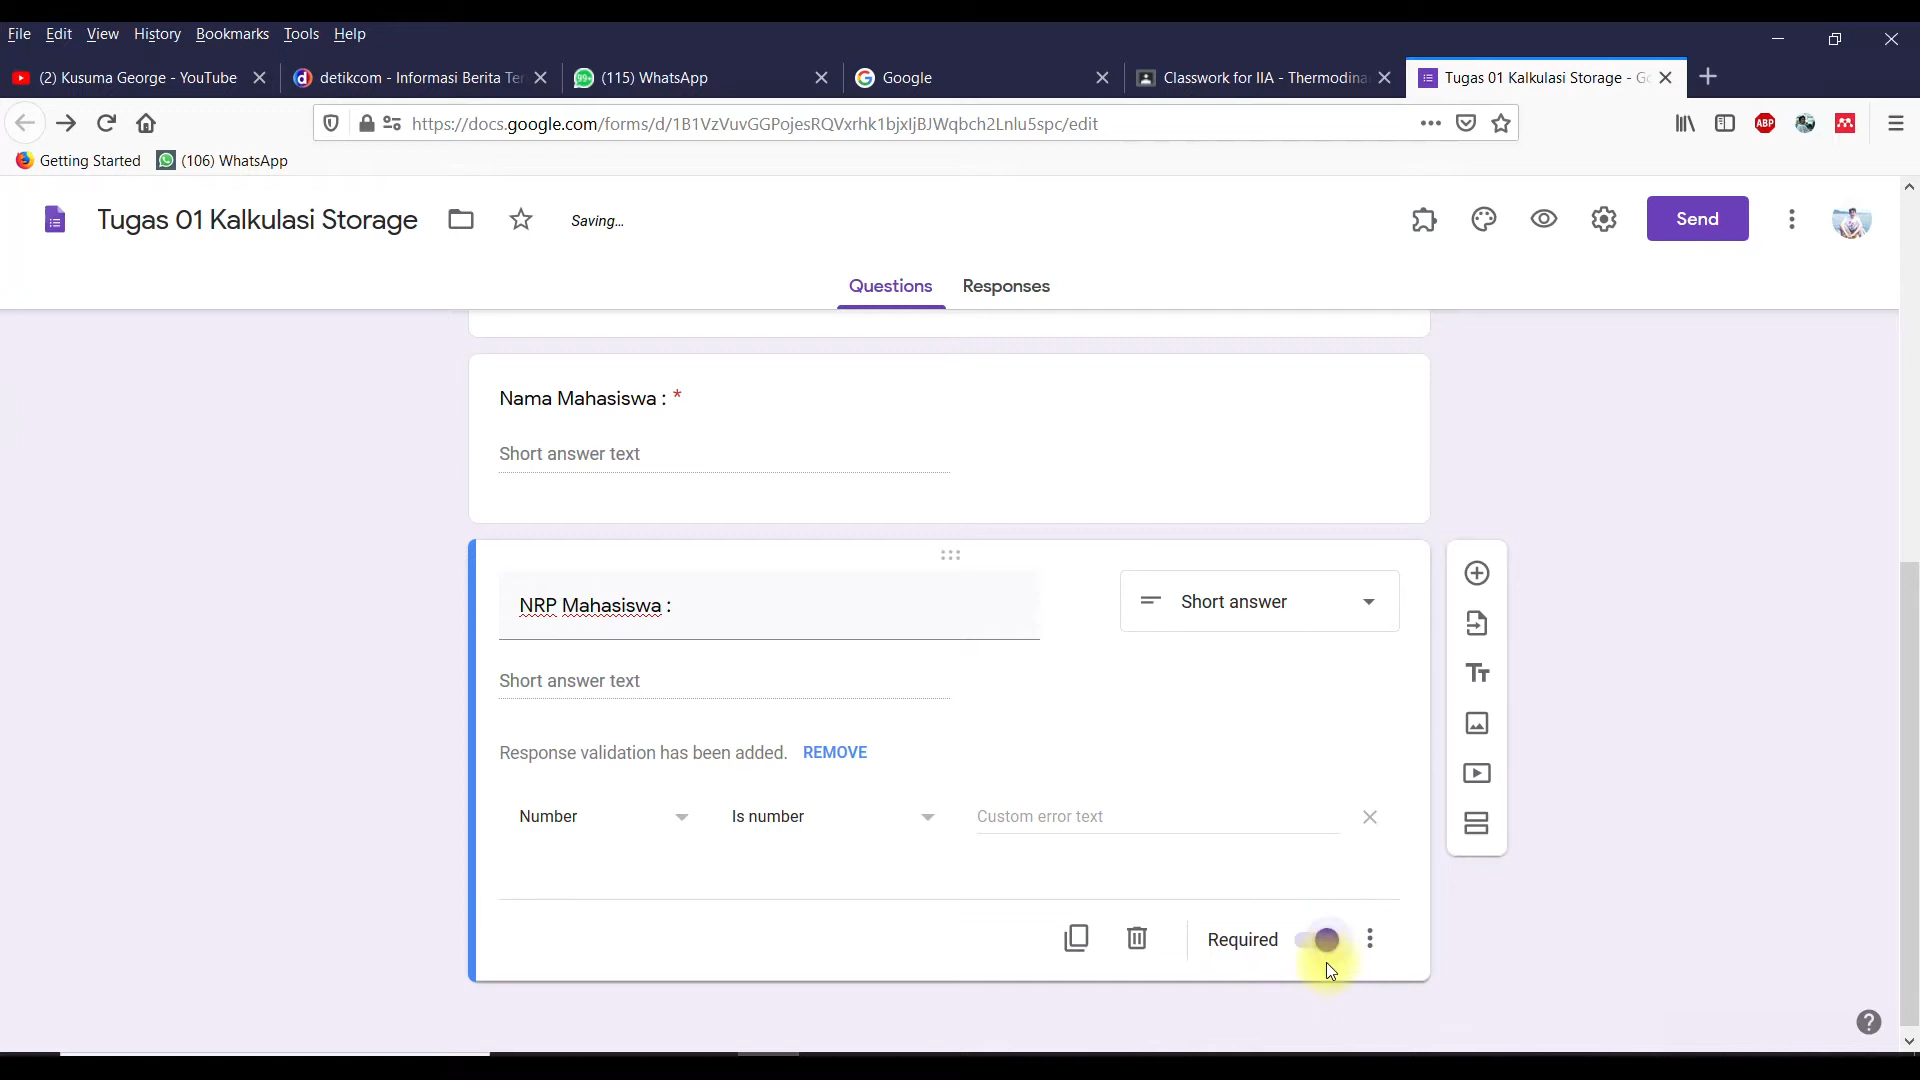 File Edit View History Bookmarks Tools Help
(2) Kusuma George - YouTube
detikcom - Informasi Berita Ter
(115) WhatsApp
Google
Classwork for IIA - Thermodina
Tugas 01 Kalkulasi Storage - Go
https://docs.google.com/forms/d/1B1VzVuvGGPojesRQVxrhk1bjxljBJWqbch2Lnlu5spc/edit
ABP
Getting Started
(106) WhatsApp
Tugas 01 Kalkulasi Storage
Saving...
Send
Questions
Responses
Nama Mahasiswa : *
Short answer text
NRP Mahasiswa :
Short answer
Short answer text
Response validation has been added. REMOVE
Number
Is number
Custom error text
Required